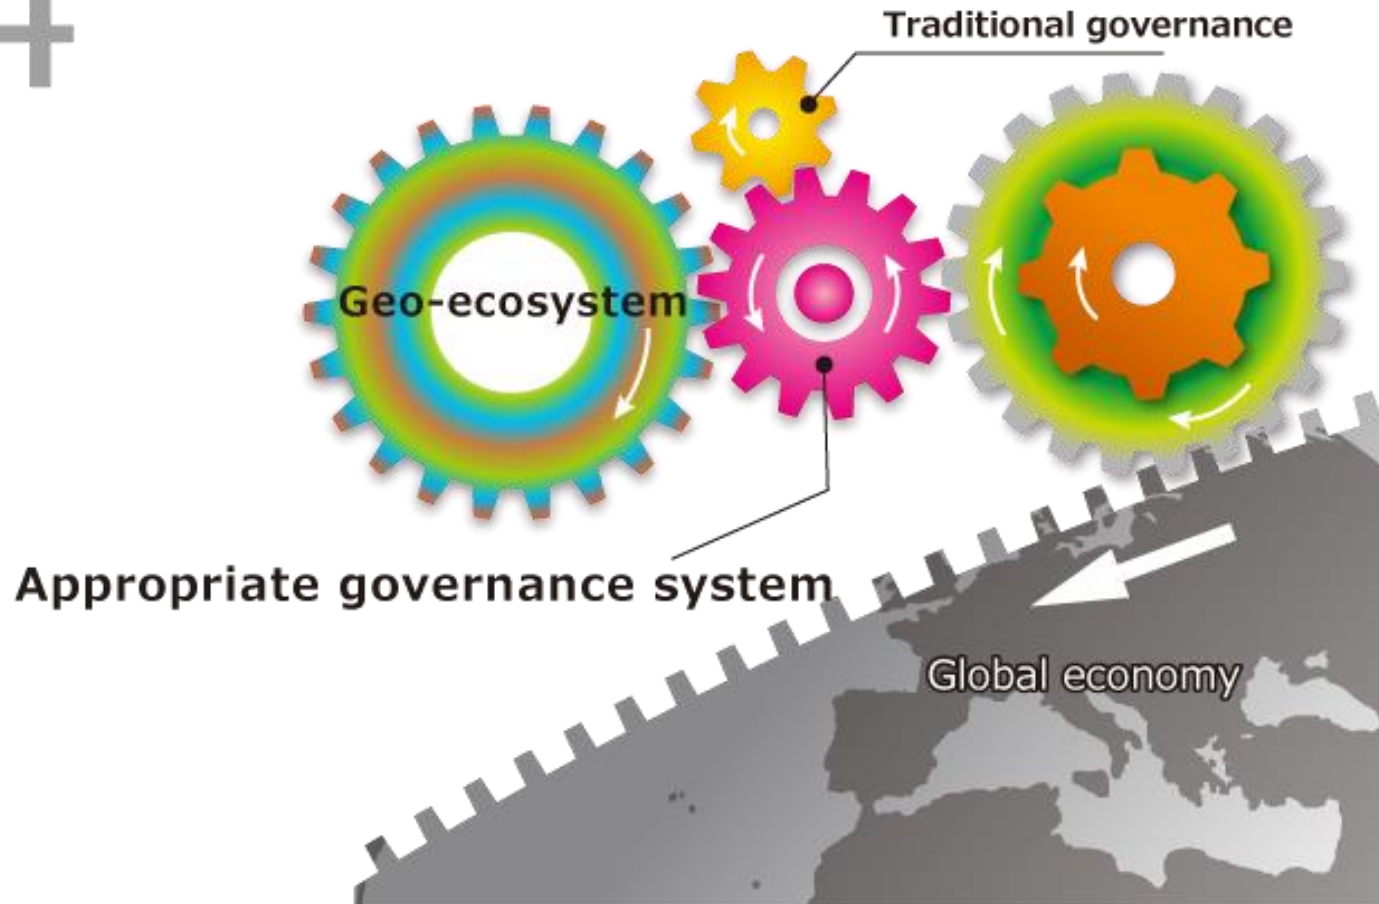 Traditional governance
Geo-ecosystem
Appropriate governance system
Global economy